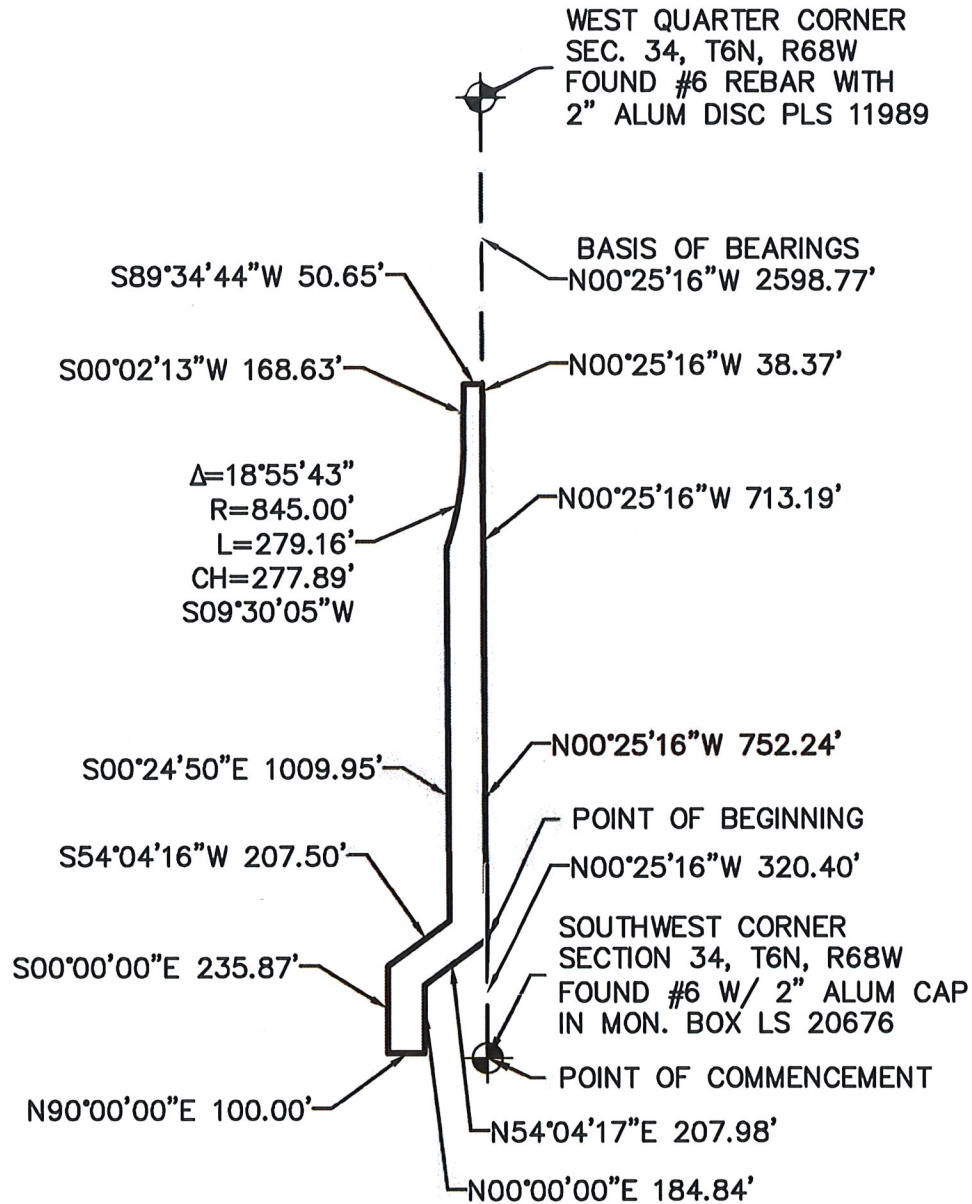 WEST QUARTER CORNER
SEC. 34, T6N, R68W
FOUND #6 REBAR WITH
2" ALUM DISC PLS 11989
BASIS OF BEARINGS
N00°25'16"W 2598.77'
S89°34'44"W 50.65'
S00°02'13"W 168.63'
N00°25'16"W 38.37'
Δ=18°55'43"
R=845.00'
L=279.16'
CH=277.89'
S09°30'05"W
N00°25'16"W 713.19'
S00°24'50"E 1009.95'
N00°25'16"W 752.24'
POINT OF BEGINNING
S54°04'16"W 207.50'
N00°25'16"W 320.40'
S00°00'00"E 235.87'
SOUTHWEST CORNER
SECTION 34, T6N, R68W
FOUND #6 W/ 2" ALUM CAP
IN MON. BOX LS 20676
POINT OF COMMENCEMENT
N90°00'00"E 100.00'
N54°04'17"E 207.98'
N00°00'00"E 184.84'